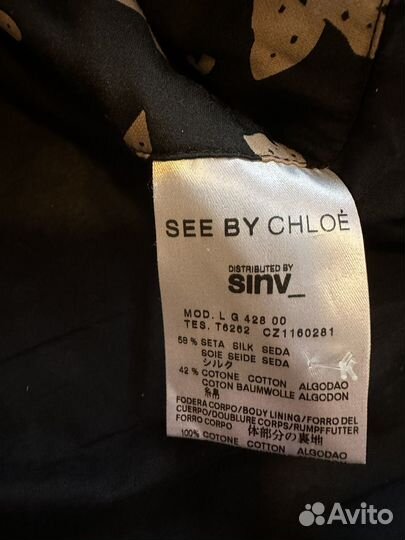 SEE BY CHLOÉ
DISTRIBUTED BY
sinv_
MOD. L G 428 00
TES. T6262 CZ1160281
58% SETA SILK SEDA
SOIE SEIDE SEDA
シルク
42% COTONE COTTON ALGODAO
COTON BAUMWOLLE ALGODON
綿
FODERA CORPO/BODY LINING/FORRO DEL
CUERPO/DOUBLURE CORPS/RUMPFFUTTER
FORRO CORPO 体部分の裏地
100% COTONE COTTON ALGODAO
Avito